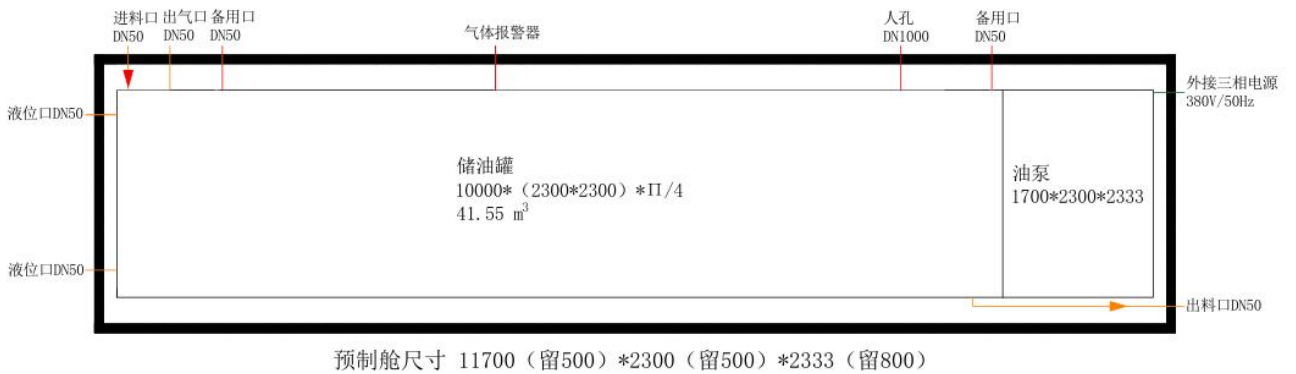 进料口 出气口 备用口
DN50 DN50 DN50
气体报警器
人孔
DN1000
备用口
DN50
外接三相电源
380V/50Hz
液位口DN50
储油罐
10000*（2300*2300）*Π/4
41.55 m³
油泵
1700*2300*2333
液位口DN50
出料口DN50
预制舱尺寸 11700（留500）*2300（留500）*2333（留800）